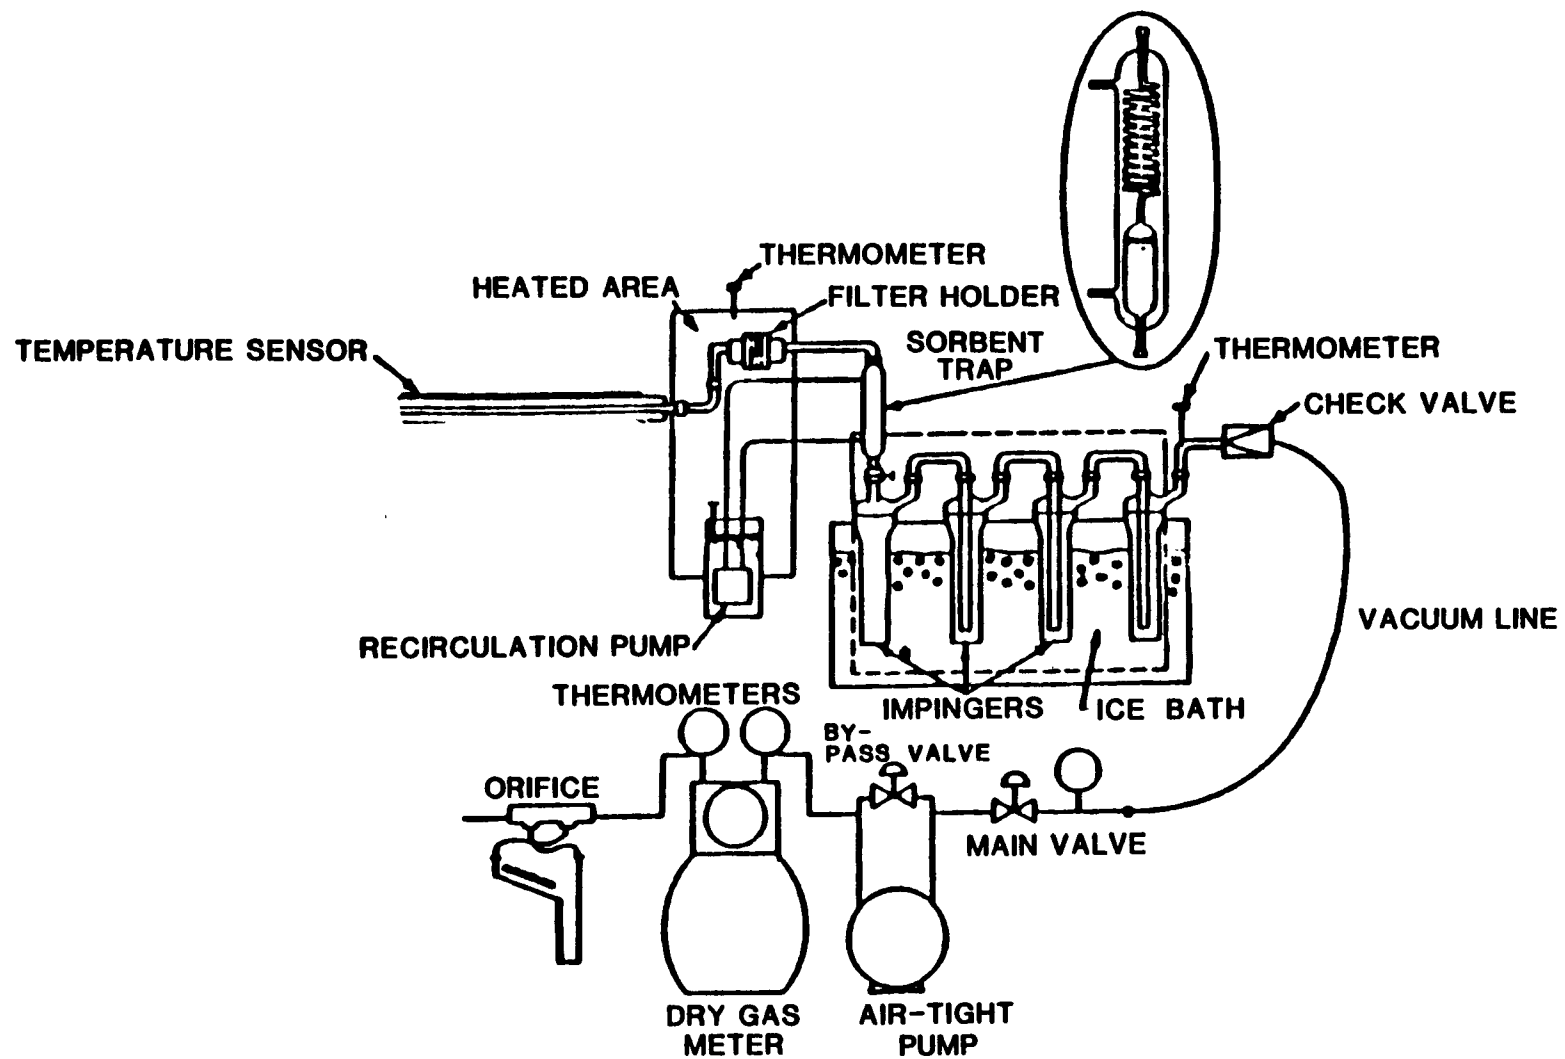 THERMOMETER
HEATED AREA
FILTER HOLDER
TEMPERATURE SENSOR
SORBENT
TRAP
THERMOMETER
CHECK VALVE
VACUUM LINE
RECIRCULATION PUMP
IMPINGERS
ICE BATH
THERMOMETERS
BY-
PASS VALVE
ORIFICE
MAIN VALVE
DRY GAS
METER
AIR-TIGHT
PUMP